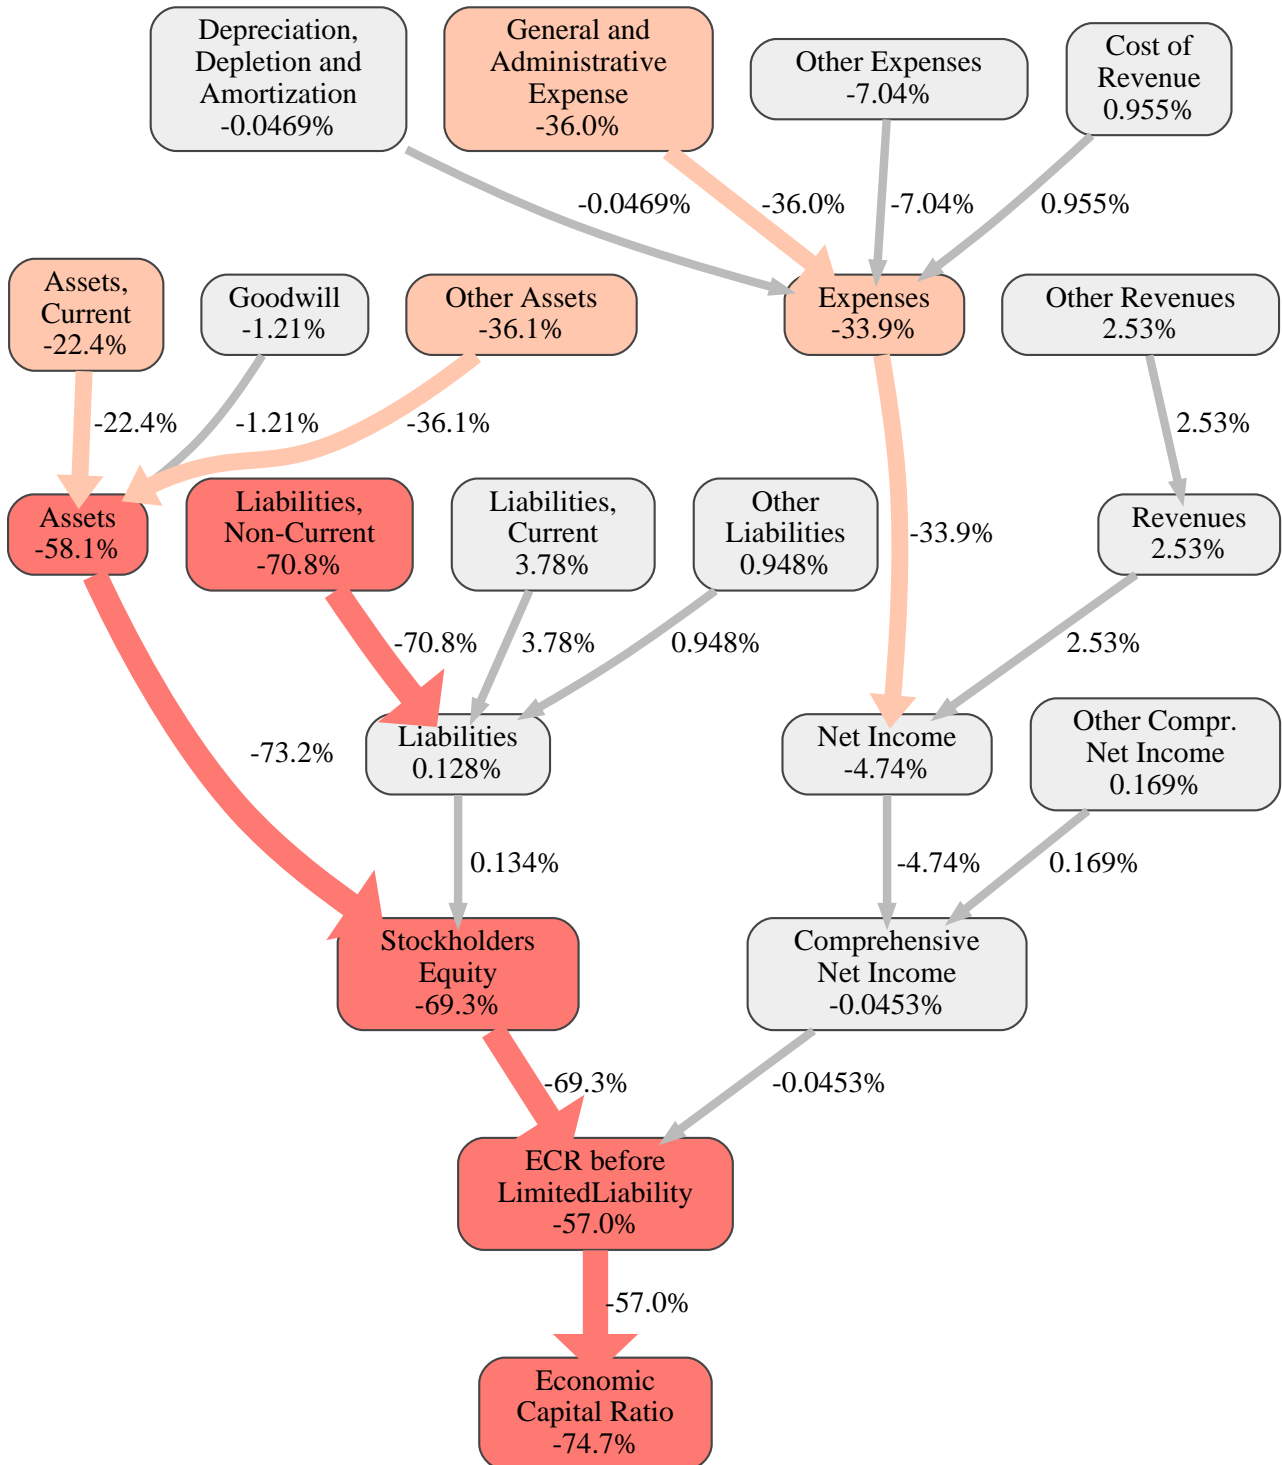 Depreciation,
Depletion and
Amortization
-0.0469%
General and
Administrative
Expense
-36.0%
Other Expenses
-7.04%
Cost of
Revenue
0.955%
-0.0469%
-36.0%
-7.04%
0.955%
Assets,
Current
-22.4%
Goodwill
-1.21%
Other Assets
-36.1%
Expenses
-33.9%
Other Revenues
2.53%
-22.4%
-1.21%
-36.1%
2.53%
Assets
-58.1%
Liabilities,
Non-Current
-70.8%
Liabilities,
Current
3.78%
Other
Liabilities
0.948%
-33.9%
Revenues
2.53%
-70.8%
3.78%
0.948%
2.53%
-73.2%
Liabilities
0.128%
Net Income
-4.74%
Other Compr.
Net Income
0.169%
0.134%
-4.74%
0.169%
Stockholders
Equity
-69.3%
Comprehensive
Net Income
-0.0453%
-69.3%
-0.0453%
ECR before
LimitedLiability
-57.0%
-57.0%
Economic
Capital Ratio
-74.7%